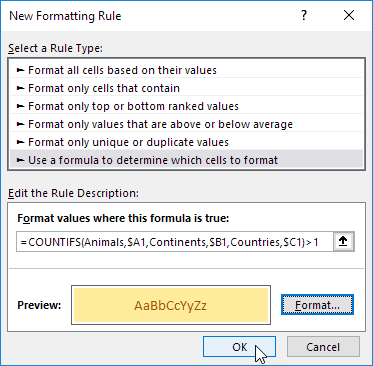 New Formatting Rule
?
Select a Rule Type:
► Format all cells based on their values
► Format only cells that contain
► Format only top or bottom ranked values
► Format only values that are above or below average
► Format only unique or duplicate values
► Use a formula to determine which cells to format
Edit the Rule Description:
Format values where this formula is true:
=COUNTIFS(Animals,$A1,Continents,$B1,Countries,$C1)>1
Preview:
AaBbCcYyZz
Format...
OK
Cancel